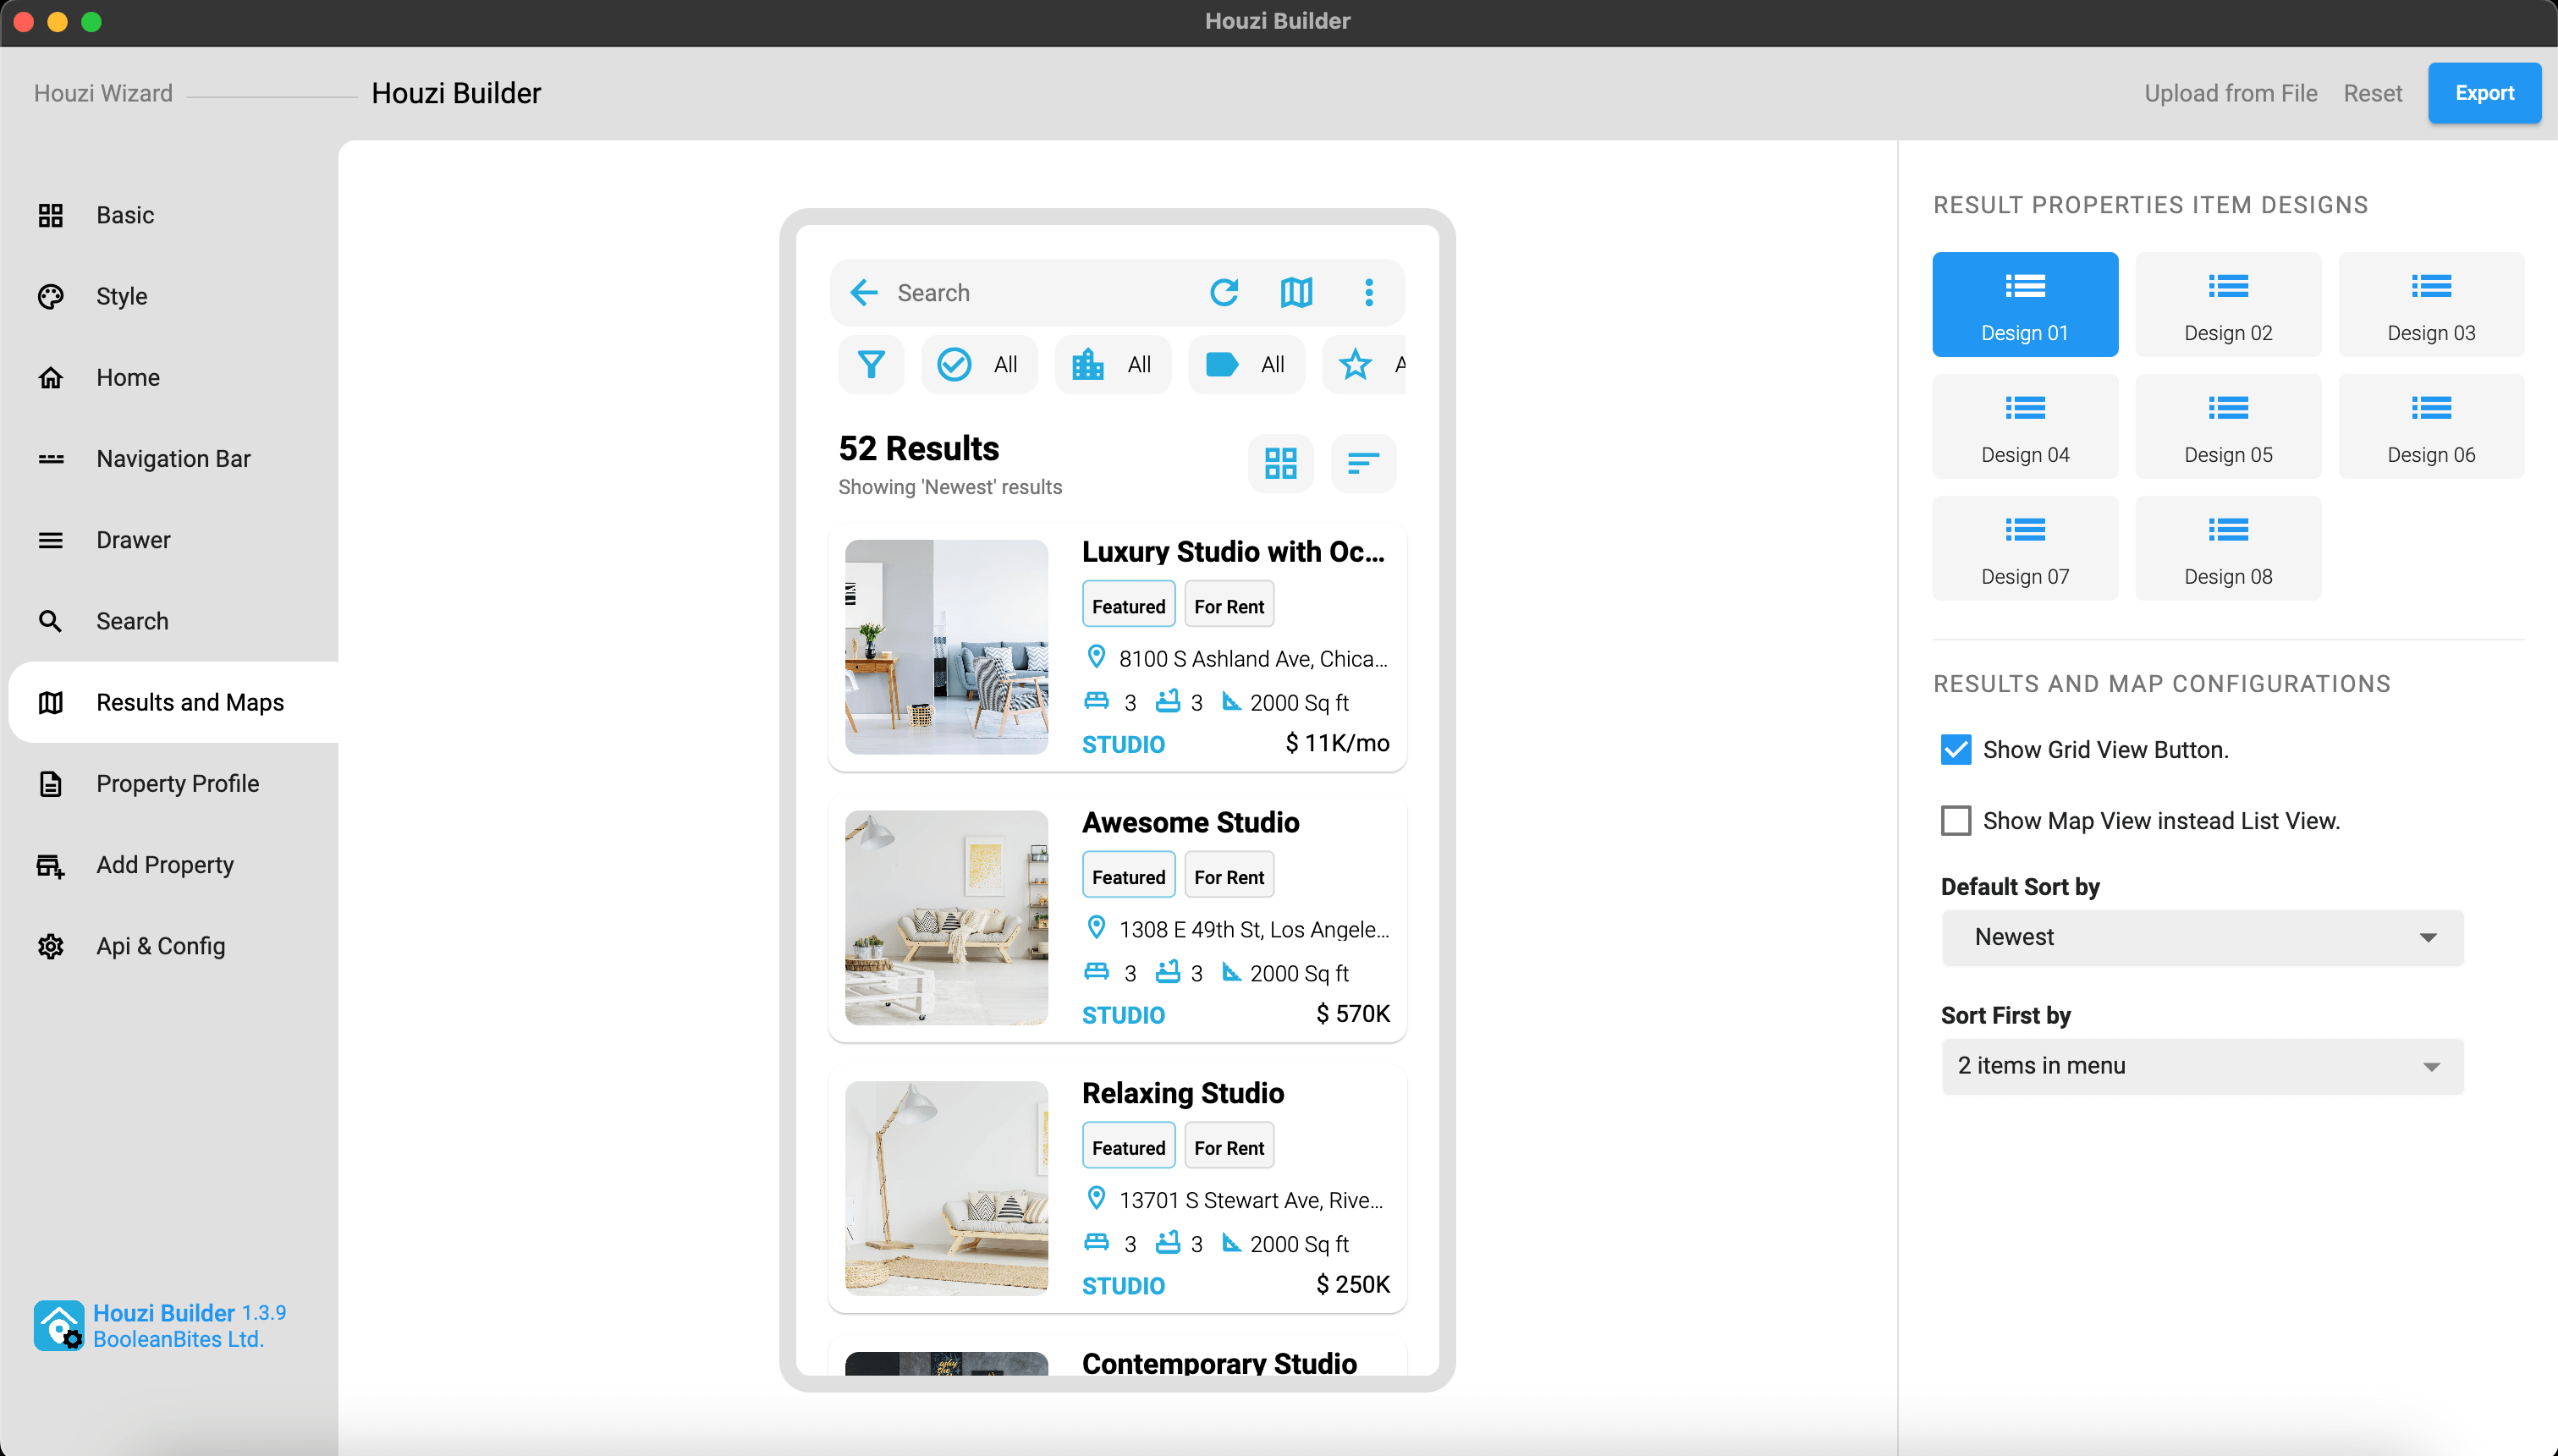 Houzi Builder
Houzi Wizard
Houzi Builder
Upload from File
Reset
Export
Basic
Style
Home
Navigation Bar
Drawer
Search
Results and Maps
Property Profile
Add Property
Api & Config
Houzi Builder 1.3.9
BooleanBites Ltd.
Search
All
All
All
A
52 Results
Showing 'Newest' results
Luxury Studio with Oc...
Featured
For Rent
8100 S Ashland Ave, Chica...
3
3
2000 Sq ft
STUDIO
$ 11K/mo
Awesome Studio
Featured
For Rent
1308 E 49th St, Los Angele...
3
3
2000 Sq ft
STUDIO
$ 570K
Relaxing Studio
Featured
For Rent
13701 S Stewart Ave, Rive...
3
3
2000 Sq ft
STUDIO
$ 250K
Contemporary Studio
RESULT PROPERTIES ITEM DESIGNS
Design 01
Design 02
Design 03
Design 04
Design 05
Design 06
Design 07
Design 08
RESULTS AND MAP CONFIGURATIONS
Show Grid View Button.
Show Map View instead List View.
Default Sort by
Newest
Sort First by
2 items in menu